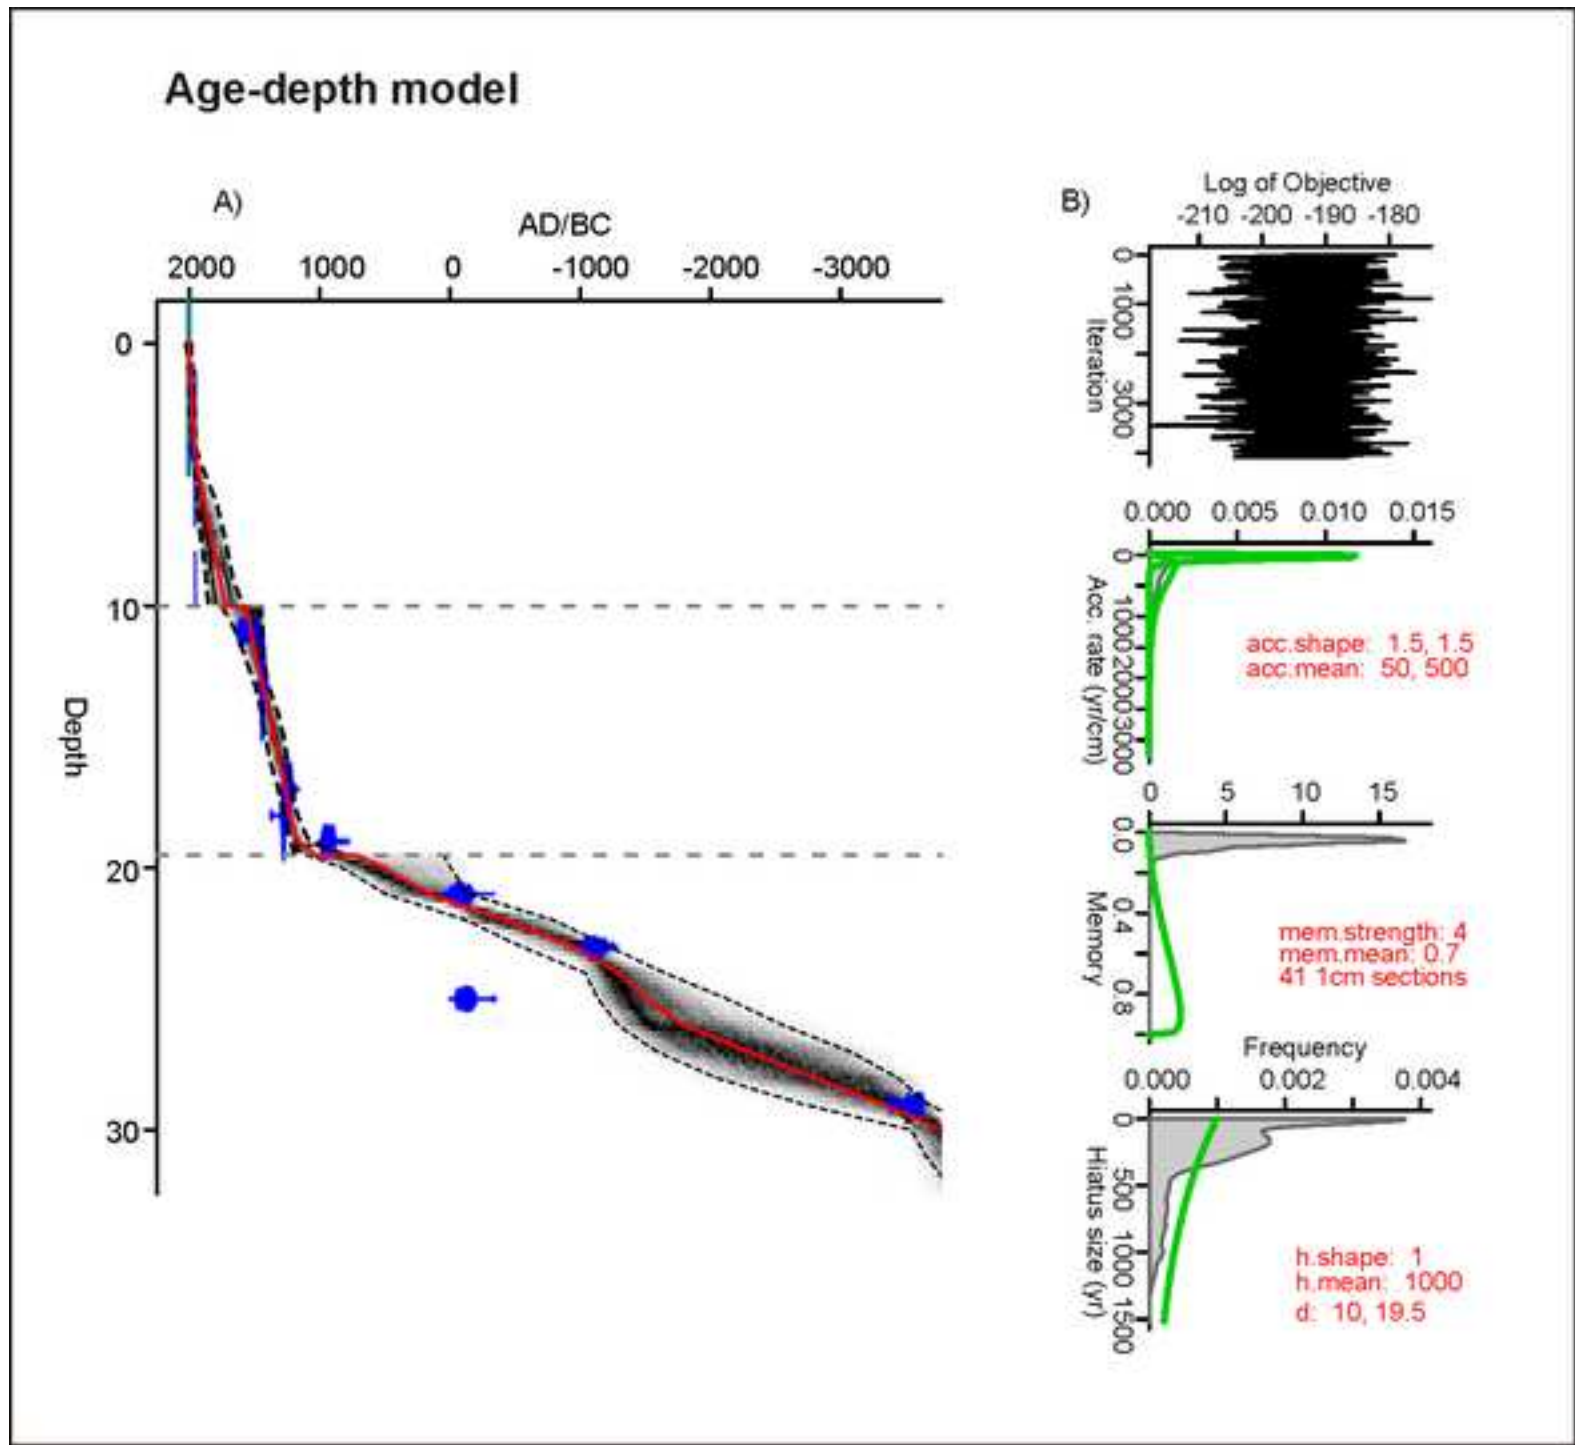 Age-depth model
A)
AD/BC
2000 1000 0 -1000 -2000 -3000
0
10
20
30
Depth
B)
Log of Objective
-210 -200 -190 -180
0 1000 3000
Iteration
0.000 0.005 0.010 0.015
0 1000 2000 3000
Acc. rate (yr/cm)
acc.shape: 1.5, 1.5
acc.mean: 50, 500
0 5 10 15
0.0 0.4 0.8
Memory
mem.strength: 4
mem.mean: 0.7
41 1cm sections
Frequency
0.000 0.002 0.004
0 500 1000 1500
Hiatus size (yr)
h.shape: 1
h.mean: 1000
d: 10, 19.5